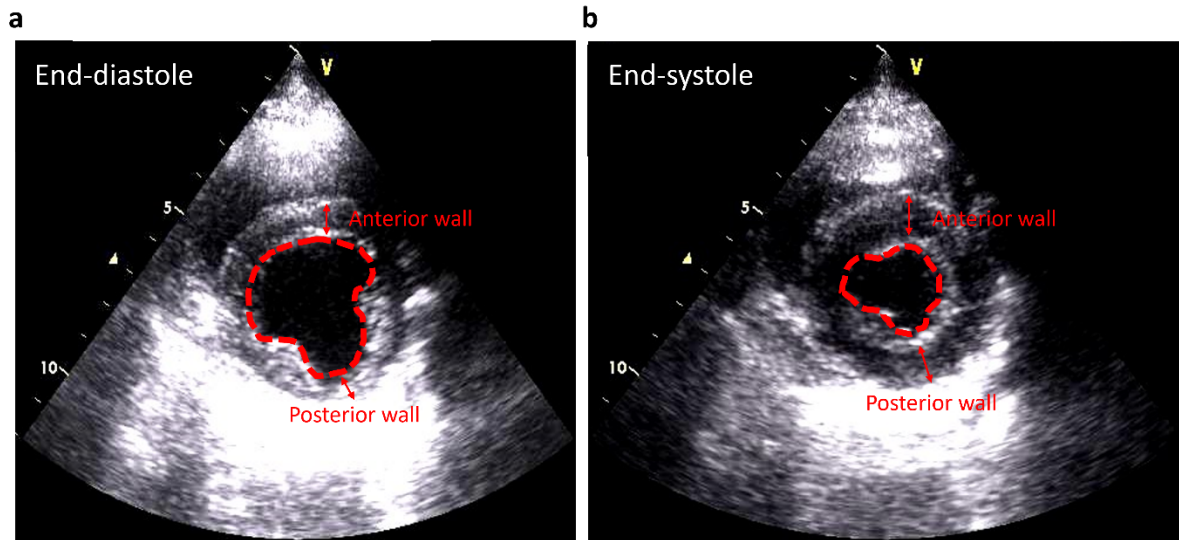 a
End-diastole
V
5
Anterior wall
10
Posterior wall
b
End-systole
V
5
Anterior wall
10
Posterior wall